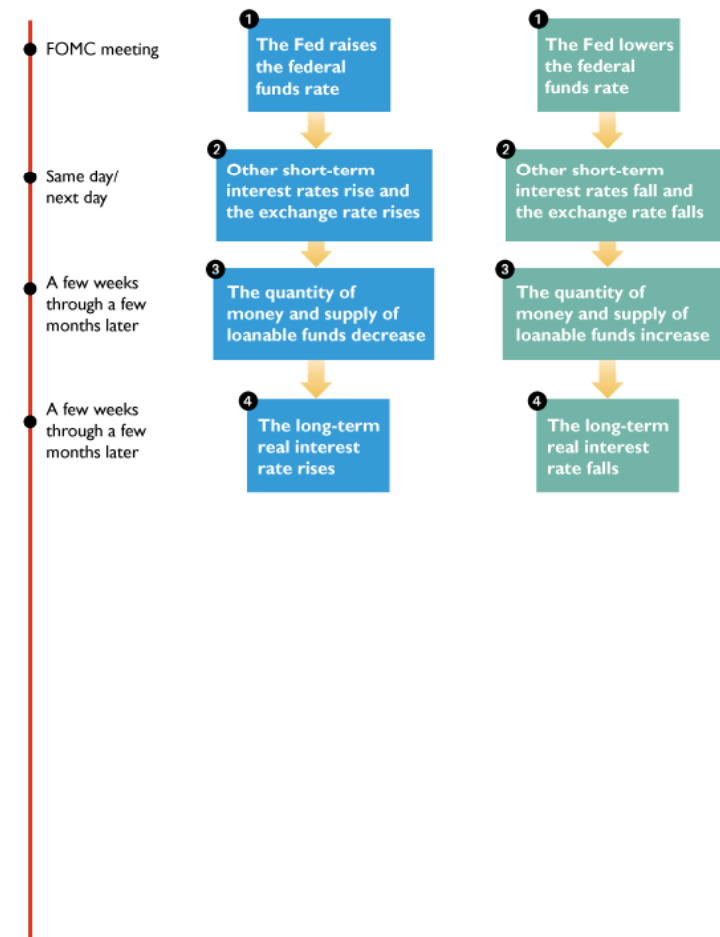 FOMC meeting
1
The Fed raises
the federal
funds rate
1
The Fed lowers
the federal
funds rate
Same day/
next day
2
Other short-term
interest rates rise and
the exchange rate rises
2
Other short-term
interest rates fall and
the exchange rate falls
A few weeks
through a few
months later
3
The quantity of
money and supply of
loanable funds decrease
3
The quantity of
money and supply of
loanable funds increase
A few weeks
through a few
months later
4
The long-term
real interest
rate rises
4
The long-term
real interest
rate falls